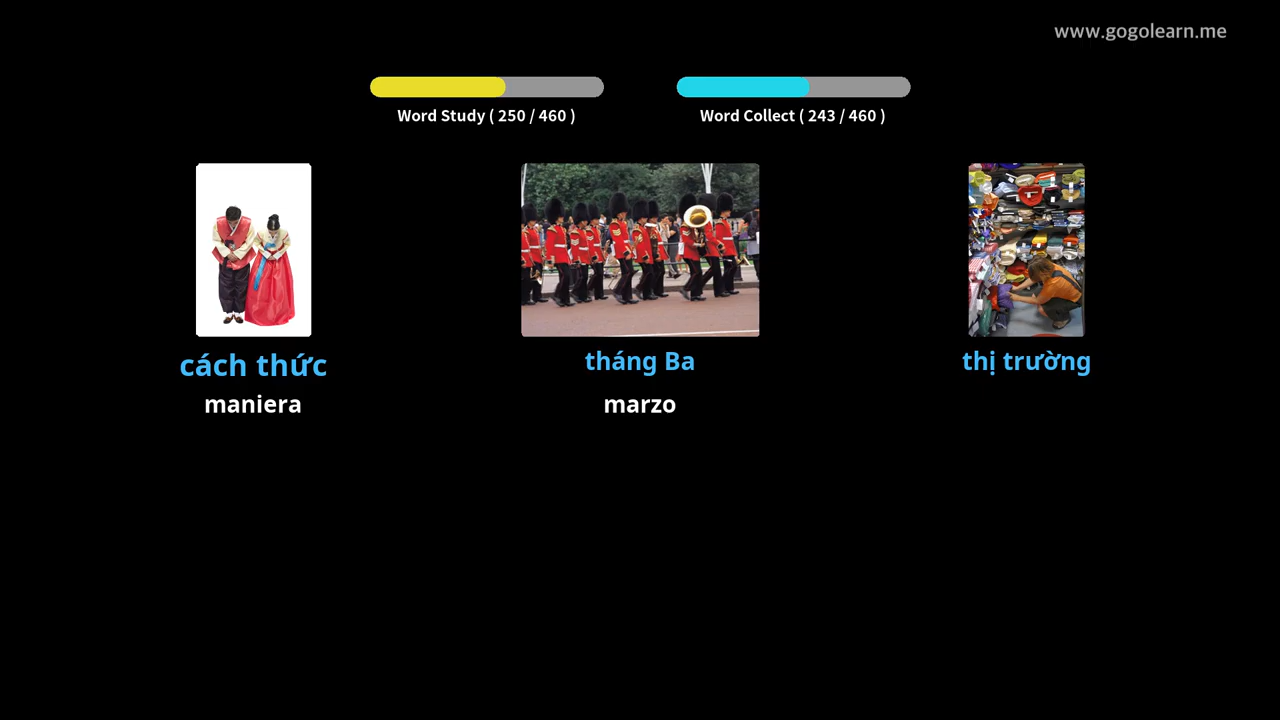 www.gogolearn.me
Word Study ( 250 / 460 )
Word Collect ( 243 / 460 )
cách thức
maniera
tháng Ba
marzo
thị trường